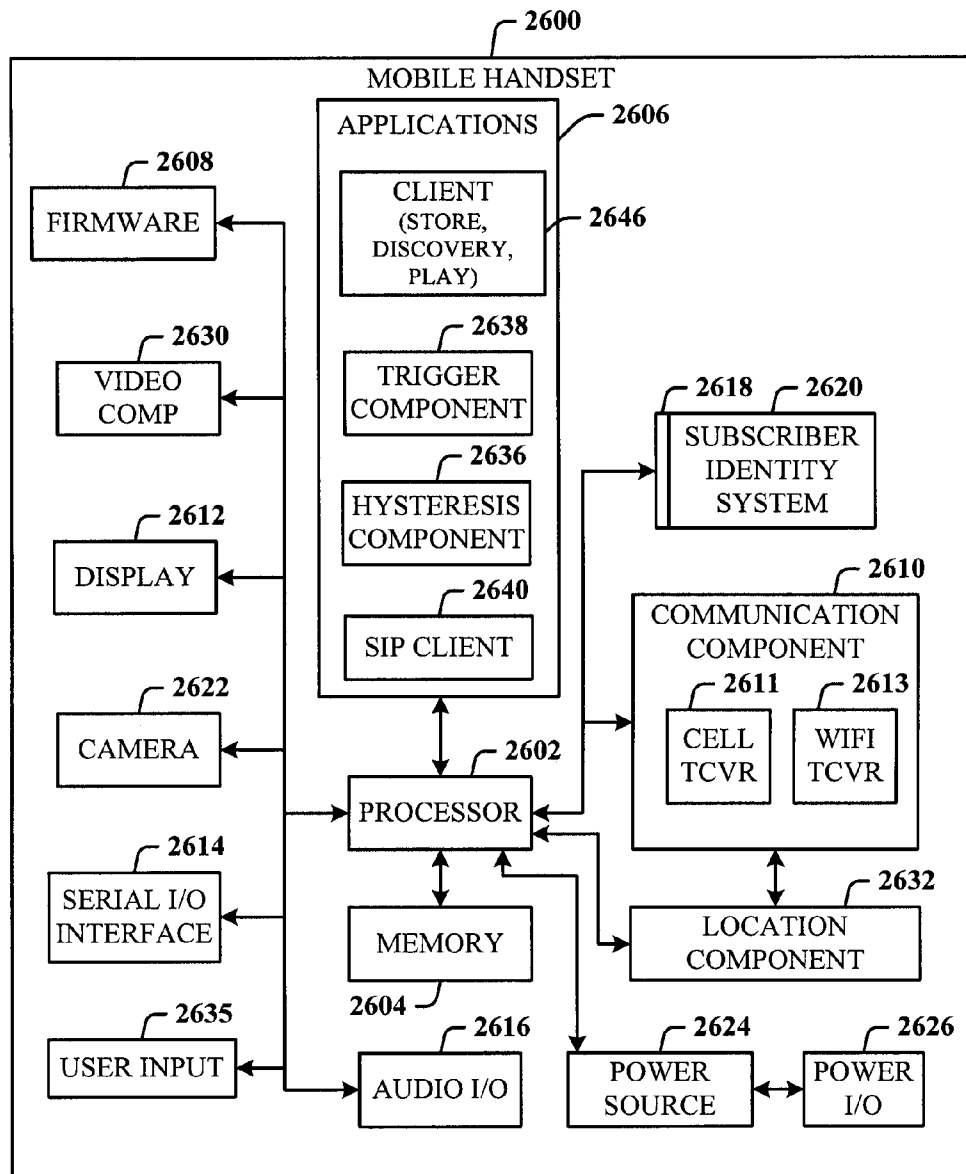 2600
MOBILE HANDSET
APPLICATIONS
2606
CLIENT
(STORE,
DISCOVERY,
PLAY)
2646
2638
TRIGGER
COMPONENT
2636
HYSTERESIS
COMPONENT
2640
SIP CLIENT
2608
FIRMWARE
2630
VIDEO
COMP
2612
DISPLAY
2622
CAMERA
2614
SERIAL I/O
INTERFACE
2635
USER INPUT
2602
PROCESSOR
MEMORY
2604
2616
AUDIO I/O
2618
2620
SUBSCRIBER
IDENTITY
SYSTEM
2610
COMMUNICATION
COMPONENT
2611
CELL
TCVR
2613
WIFI
TCVR
2632
LOCATION
COMPONENT
2624
POWER
SOURCE
2626
POWER
I/O